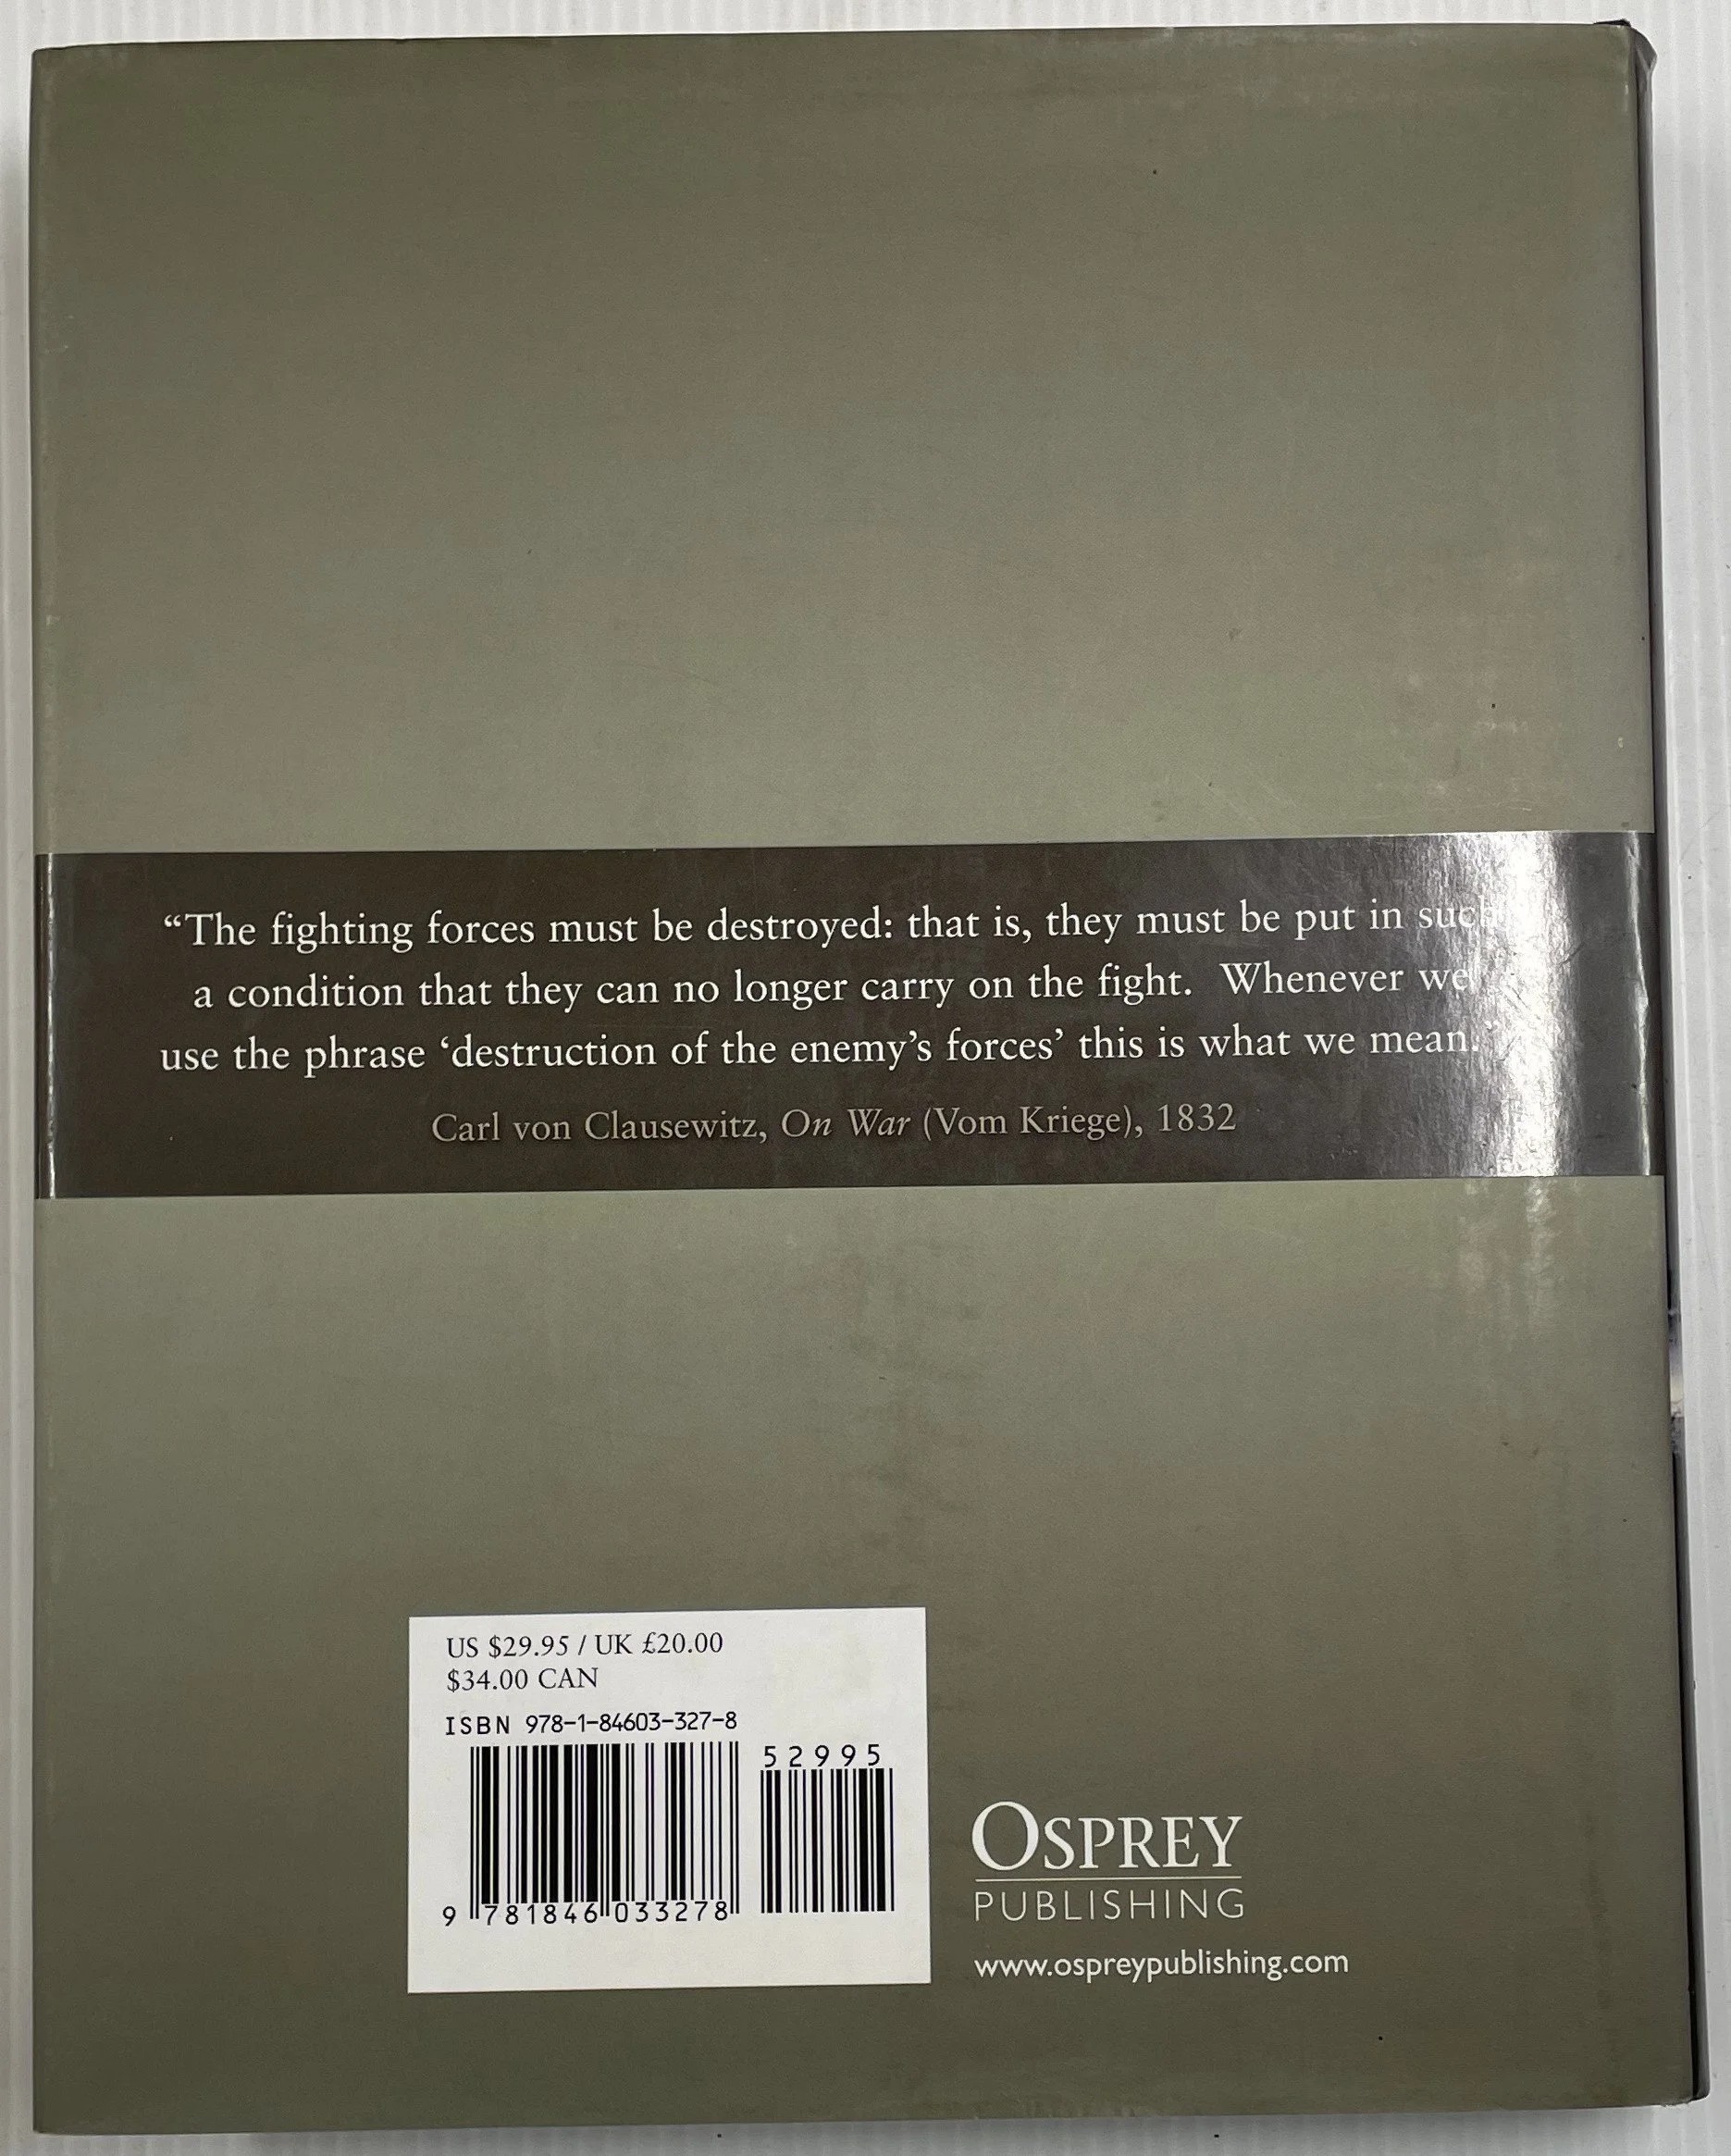 “The fighting forces must be destroyed: that is, they must be put in such
a condition that they can no longer carry on the fight. Whenever we
use the phrase ‘destruction of the enemy’s forces’ this is what we mean.”
Carl von Clausewitz, On War (Vom Kriege), 1832
US $29.95 / UK £20.00
$34.00 CAN
ISBN 978-1-84603-327-8
52995
9 781846 033278
OSPREY
PUBLISHING
www.ospreypublishing.com